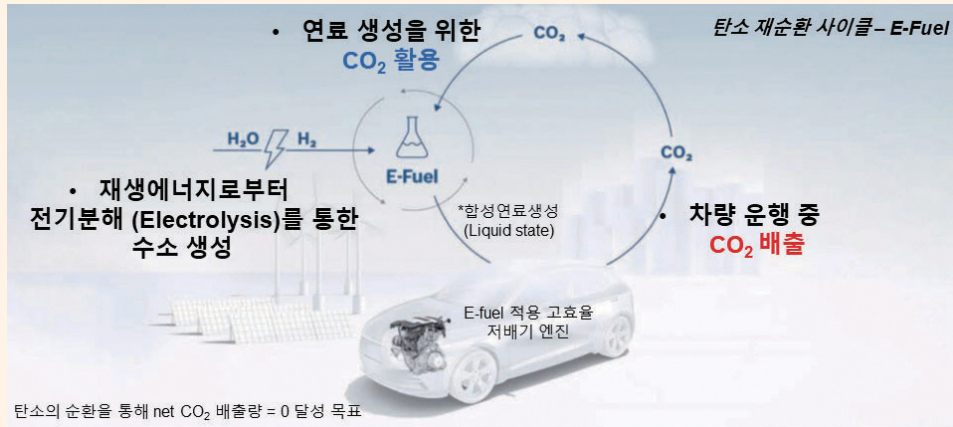 탄소 재순환 사이클 – E-Fuel
• 연료 생성을 위한
CO₂ 활용
CO₂
H₂O H₂
E-Fuel
CO₂
• 재생에너지로부터
전기분해 (Electrolysis)를 통한
수소 생성
*합성연료생성
(Liquid state)
• 차량 운행 중
CO₂ 배출
E-fuel 적용 고효율
저배기 엔진
탄소의 순환을 통해 net CO₂ 배출량 = 0 달성 목표